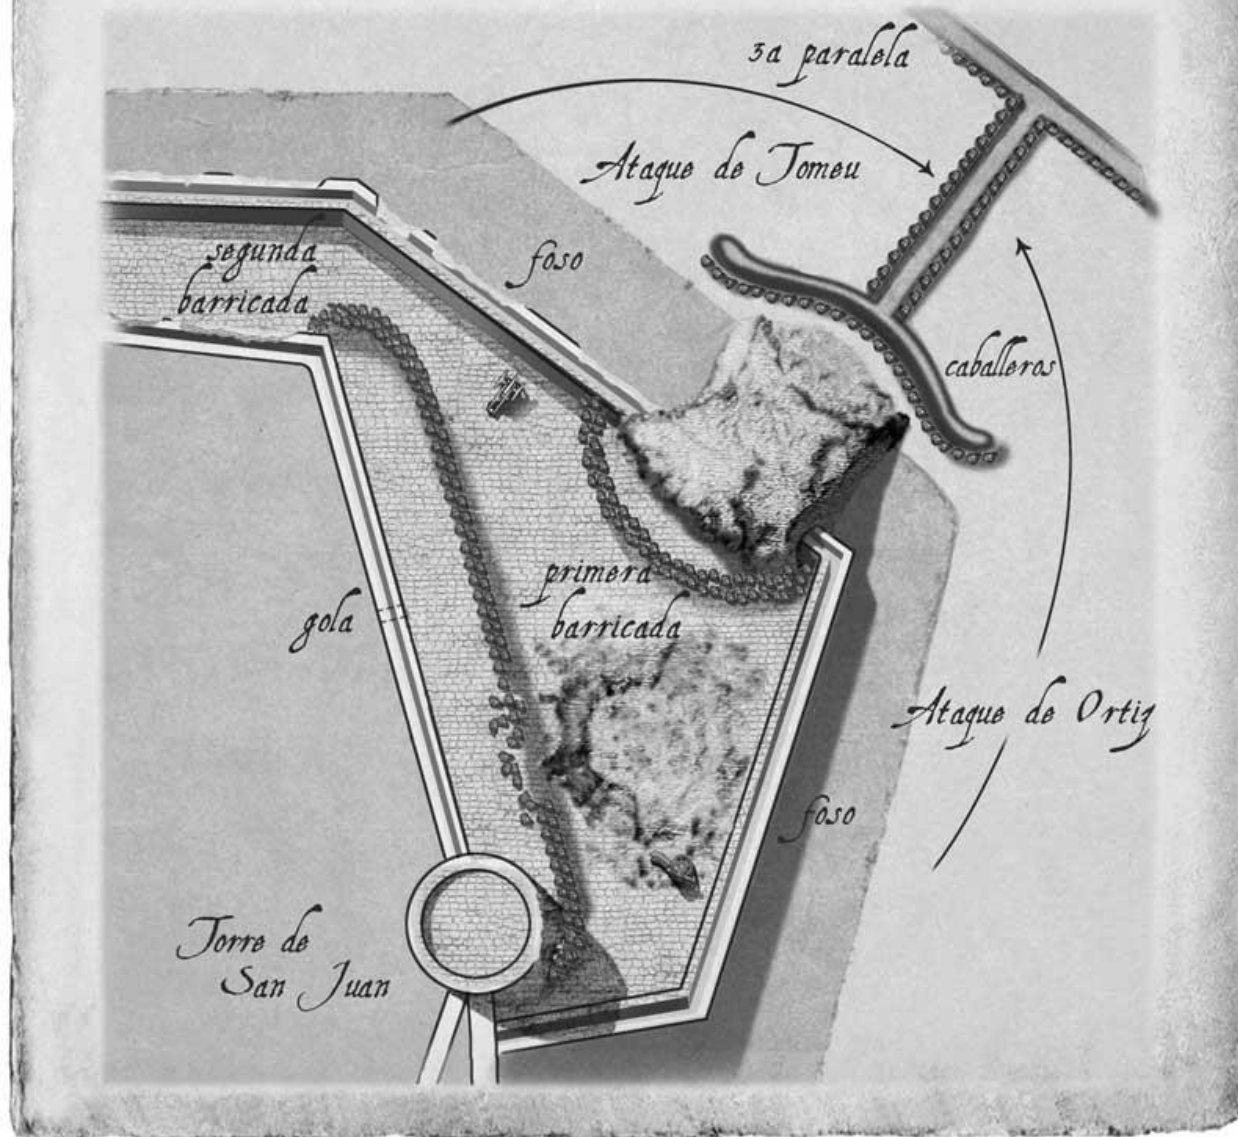 3a paralela
Ataque de Tomeu
segunda
barricada
foso
caballeros
primera
barricada
gola
Ataque de Ortiz
foso
Torre de
San Juan